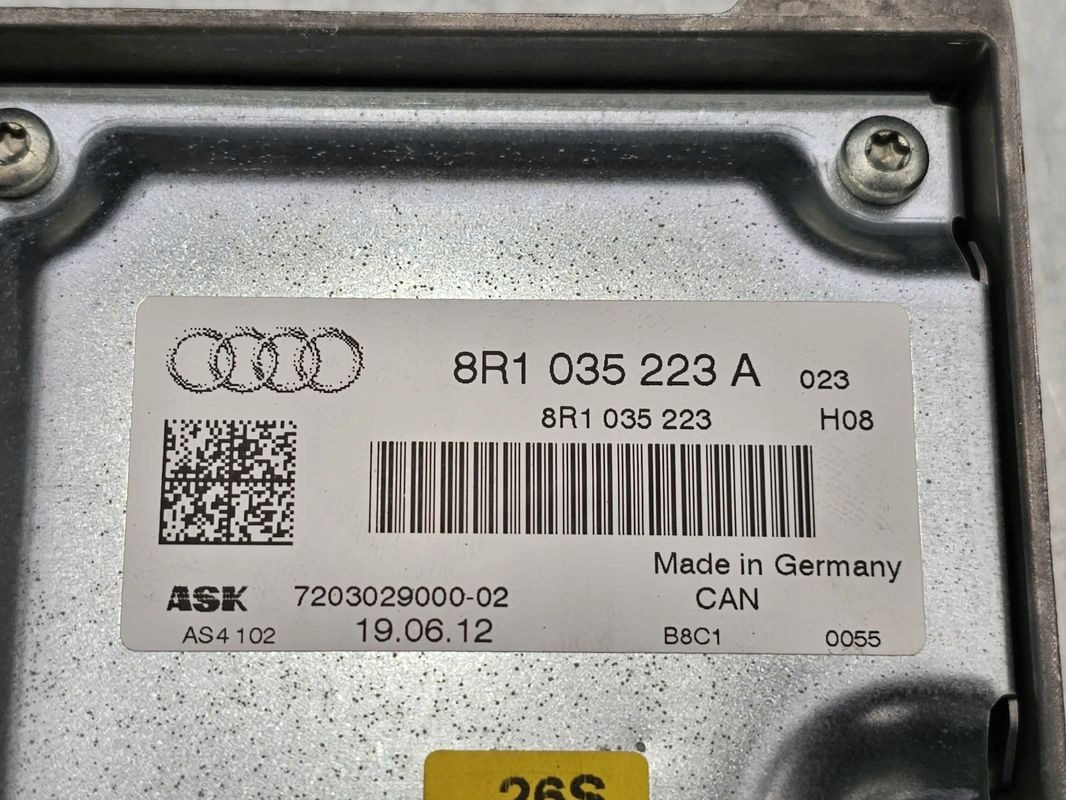 8R1 035 223 A 023
8R1 035 223 H08
Made in Germany
ASK 7203029000-02 CAN
AS4 102 19.06.12 B8C1 0055
26S